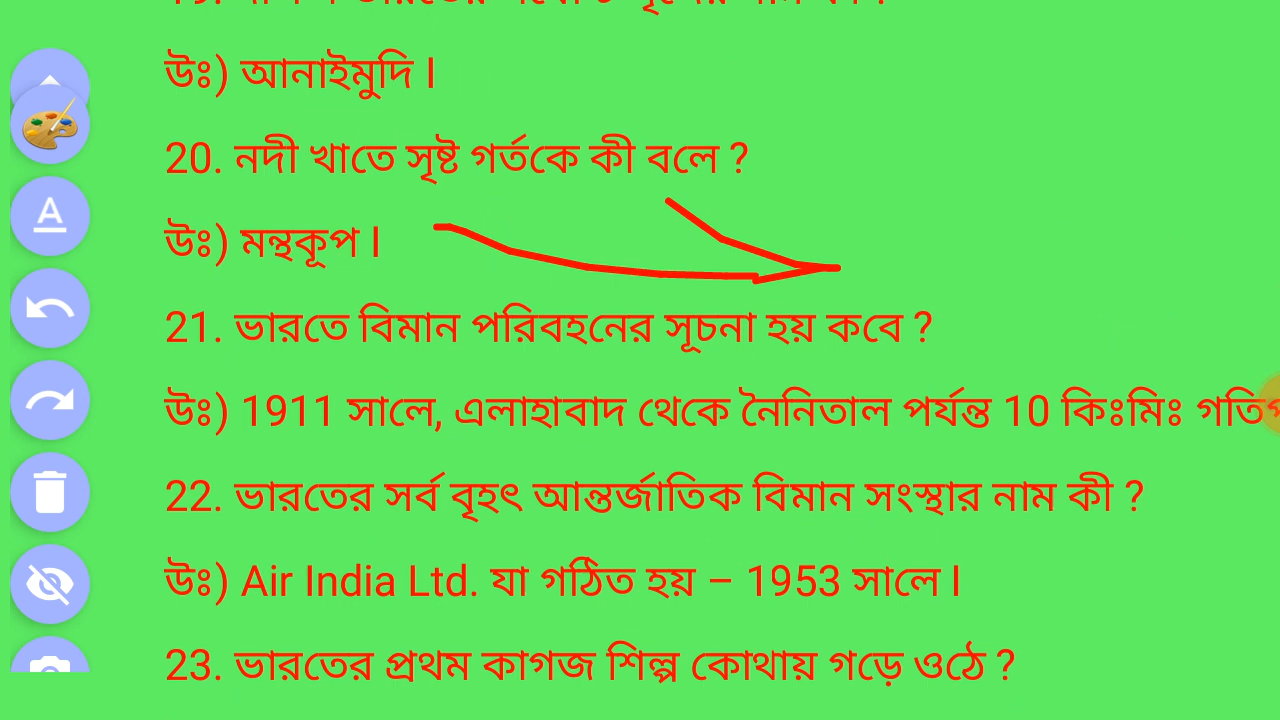 উঃ) আনাইমুদি ৷
20. নদী খাতে সৃষ্ট গর্তকে কী বলে ?
উঃ) মন্থকূপ ৷
21. ভারতে বিমান পরিবহনের সূচনা হয় কবে ?
উঃ) 1911 সালে, এলাহাবাদ থেকে নৈনিতাল পর্যন্ত 10 কিঃমিঃ
22. ভারতের সর্ব বৃহৎ আন্তর্জাতিক বিমান সংস্থার নাম কী ?
উঃ) Air India Ltd. যা গঠিত হয় – 1953 সালে ৷
23. ভারতের প্রথম কাগজ শিল্প কোথায় গড়ে ওঠে ?